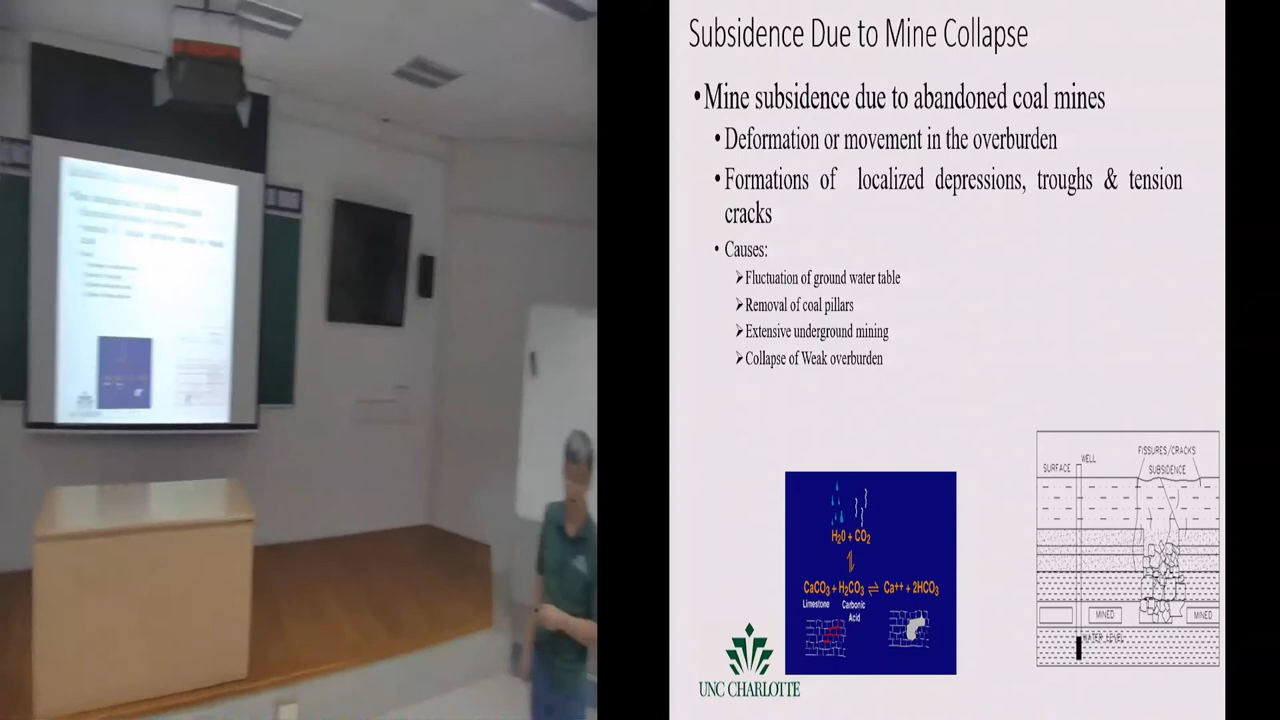 Subsidence Due to Mine Collapse
•Mine subsidence due to abandoned coal mines
• Deformation or movement in the overburden
• Formations of localized depressions, troughs & tension
cracks
• Causes:
➢Fluctuation of ground water table
➢Removal of coal pillars
➢Extensive underground mining
➢Collapse of Weak overburden
H2O + CO2
CaCO3 + H2CO3 ⇌ Ca++ + 2HCO3
Limestone Carbonic
Acid
FISSURES/CRACKS
WELL
SURFACE
SUBSIDENCE
MINED
MINED
WATER LEVEL
UNC CHARLOTTE